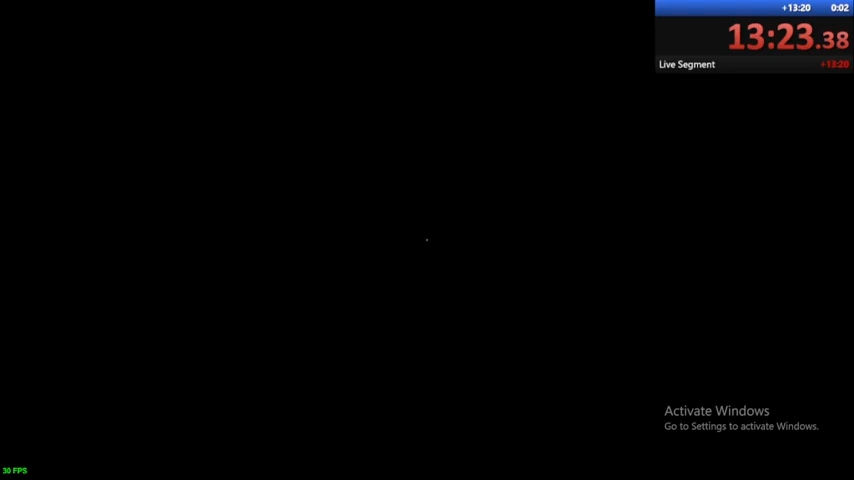 +13:20 0:02
13:23.38
Live Segment +13:20
Activate Windows
Go to Settings to activate Windows.
30 FPS